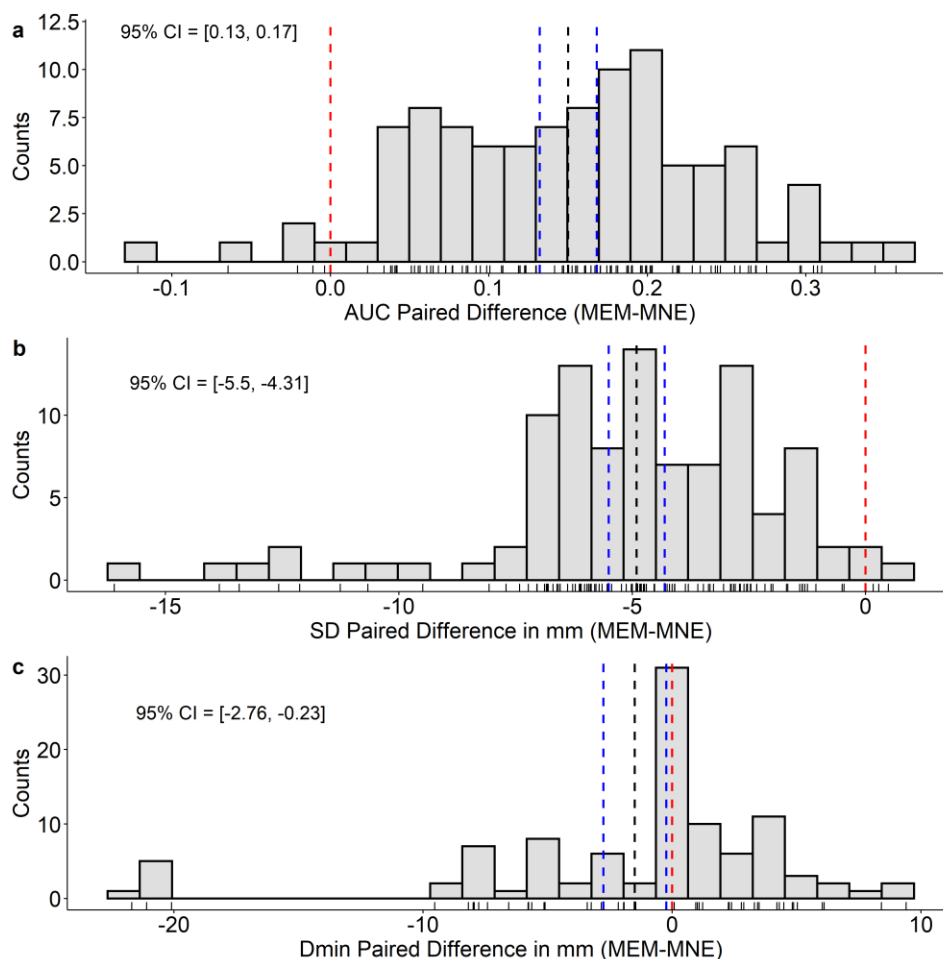 a
95% CI = [0.13, 0.17]
12.5
10.0
7.5
5.0
2.5
0.0
Counts
-0.1
0.0
0.1
0.2
0.3
AUC Paired Difference (MEM-MNE)
b
95% CI = [-5.5, -4.31]
10
5
0
Counts
-15
-10
-5
0
SD Paired Difference in mm (MEM-MNE)
c
95% CI = [-2.76, -0.23]
30
20
10
0
Counts
-20
-10
0
10
Dmin Paired Difference in mm (MEM-MNE)